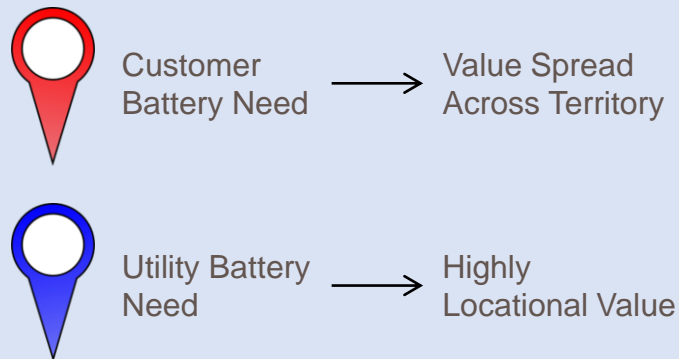 Customer
Battery Need
Value Spread
Across Territory
Utility Battery
Need
Highly
Locational Value